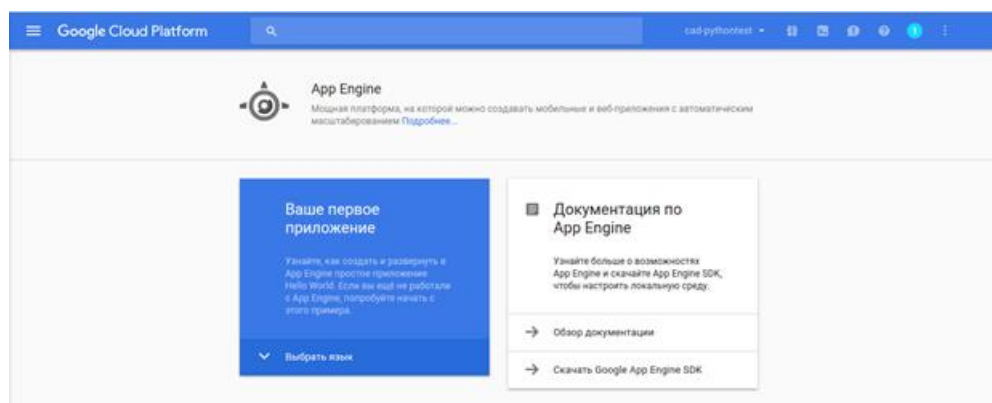 Google Cloud Platform
cad-pythontest
App Engine
Мощная платформа, на которой можно создавать мобильные и веб-приложения с автоматическим
масштабированием Подробнее...
Ваше первое
приложение
Узнайте, как создать и развернуть в
App Engine простое приложение
Hello World. Если вы ещё не работали
с App Engine, попробуйте начать с
этого примера.
Выбрать язык
Документация по
App Engine
Узнайте больше о возможностях
App Engine и скачайте App Engine SDK,
чтобы настроить локальную среду.
Обзор документации
Скачать Google App Engine SDK